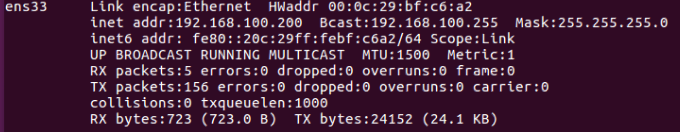 ens33 Link encap:Ethernet HWaddr 00:0c:29:bf:c6:a2
inet addr:192.168.100.200 Bcast:192.168.100.255 Mask:255.255.255.0
inet6 addr: fe80::20c:29ff:febf:c6a2/64 Scope:Link
UP BROADCAST RUNNING MULTICAST MTU:1500 Metric:1
RX packets:5 errors:0 dropped:0 overruns:0 frame:0
TX packets:156 errors:0 dropped:0 overruns:0 carrier:0
collisions:0 txqueuelen:1000
RX bytes:723 (723.0 B) TX bytes:24152 (24.1 KB)